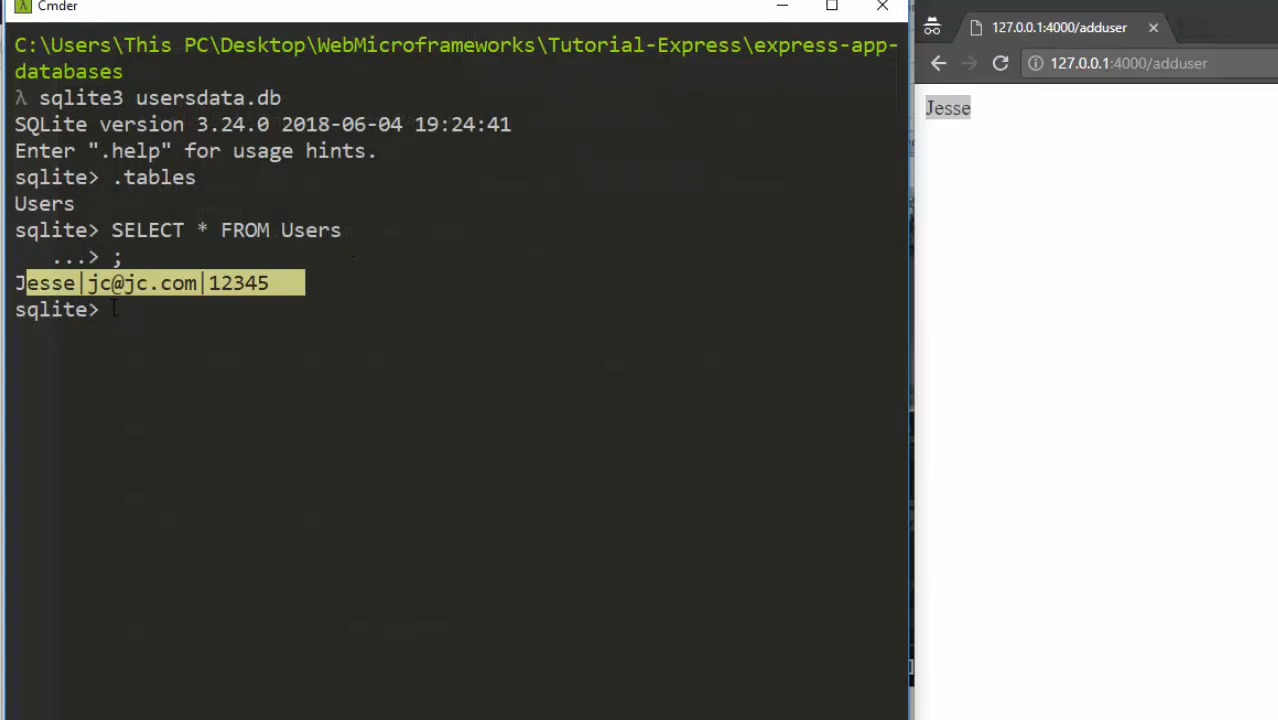 Cmder
C:\Users\This PC\Desktop\WebMicroframeworks\Tutorial-Express\express-app-
databases
λ sqlite3 usersdata.db
SQLite version 3.24.0 2018-06-04 19:24:41
Enter ".help" for usage hints.
sqlite> .tables
Users
sqlite> SELECT * FROM Users
...> ;
Jesse|jc@jc.com|12345
sqlite>
127.0.0.1:4000/adduser
127.0.0.1:4000/adduser
Jesse